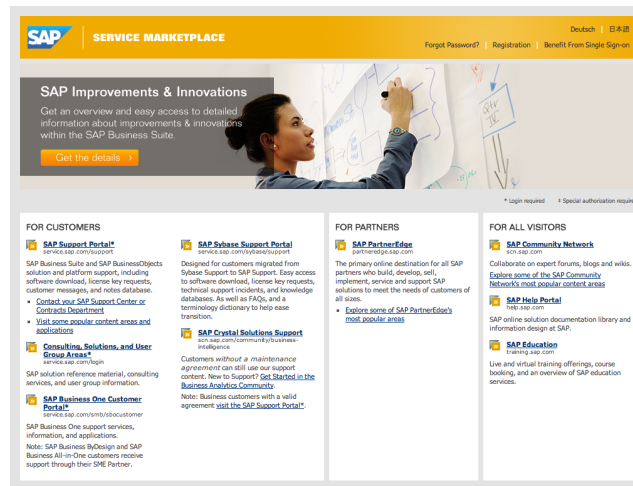 Deutsch | 日本語
SAP SERVICE MARKETPLACE
Forgot Password? | Registration | Benefit From Single Sign-on
SAP Improvements & Innovations
Get an overview and easy access to detailed
information about improvements & innovations
within the SAP Business Suite.
Get the details ›
Qtr
IV
* Login required
Special authorization require
FOR CUSTOMERS
SAP Support Portal*
service.sap.com/support
SAP Business Suite and SAP BusinessObjects
solution and platform support, including
software download, license key requests,
customer messages, and notes database.
Contact your SAP Support Center or
Contracts Department
Visit some popular content areas and
applications
Consulting, Solutions, and User
Group Areas*
service.sap.com/login
SAP solution reference material, consulting
services, and user group information.
SAP Business One Customer
Portal*
service.sap.com/smb/sbocustomer
SAP Business One support services,
information, and applications.
Note: SAP Business ByDesign and SAP
Business All-in-One customers receive
support through their SME Partner.
SAP Sybase Support Portal
service.sap.com/sybase/support
Designed for customers migrated from
Sybase Support to SAP Support. Easy access
to software download, license key requests,
technical support incidents, and knowledge
databases. As well as FAQs, and a
terminology dictionary to help ease
transition.
SAP Crystal Solutions Support
scn.sap.com/community/business-
intelligence
Customers without a maintenance
agreement can still use our support
content. New to Support? Get Started in the
Business Analytics Community.
Note: Business customers with a valid
agreement visit the SAP Support Portal*.
FOR PARTNERS
SAP PartnerEdge
partneredge.sap.com
The primary online destination for all SAP
partners who build, develop, sell,
implement, service and support SAP
solutions to meet the needs of customers of
all sizes.
Explore some of SAP PartnerEdge's
most popular areas
FOR ALL VISITORS
SAP Community Network
scn.sap.com
Collaborate on expert forums, blogs and wikis.
Explore some of the SAP Community
Network's most popular content areas
SAP Help Portal
help.sap.com
SAP online solution documentation library and
information design at SAP.
SAP Education
training.sap.com
Live and virtual training offerings, course
booking, and an overview of SAP education
services.